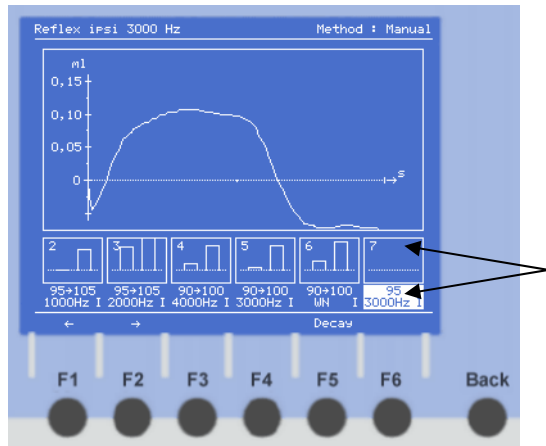 Reflex ipsi 3000 Hz Method : Manual
ml
0,15
0,10
0,05
0
s
2 3 4 5 6 7
95→105 95→105 90→100 90→100 90→100 95
1000Hz I 2000Hz I 4000Hz I 3000Hz I WN I 3000Hz I
← → Decay
F1 F2 F3 F4 F5 F6 Back